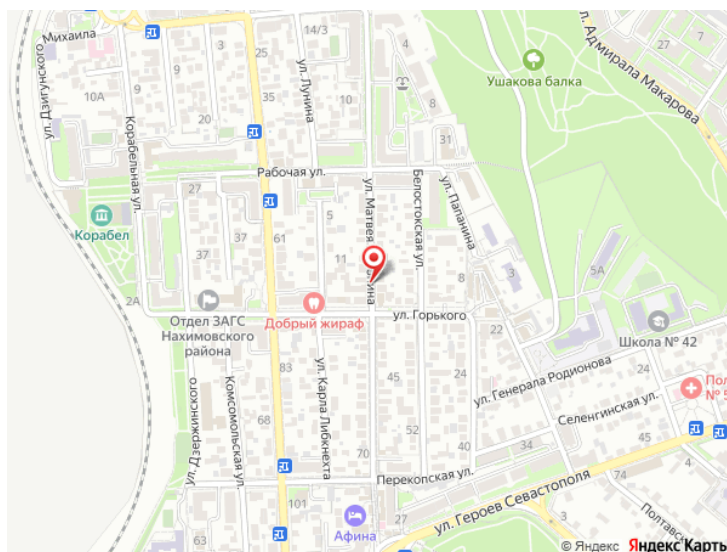 Михаила
14/3
4
27
7
ул. Адмирала Макарова
25
9
9
10А
ул. Дзигунского
Корабельная ул.
35
20
ул. Лунина
8
Ушакова балка
31
Рабочая ул.
27
ул. Матвея
5
Белостокская ул.
ул. Папанина
Корабел
37
37
61
11
8
3
5А
2А
Отдел ЗАГС
Нахимовского
района
Добрый жираф
ул. Горького
24
Школа № 42
83
45
40
24
ул. Генерала Родионова
ул. Дзержинского
Комсомольская ул.
68
ул. Карла Либкнехта
52
Селенгинская ул.
44
45
70
Перекопская ул.
74
4
101
Афина
27
ул. Героев Севастополя
63
Полтавск
© Яндекс Яндекс Карты